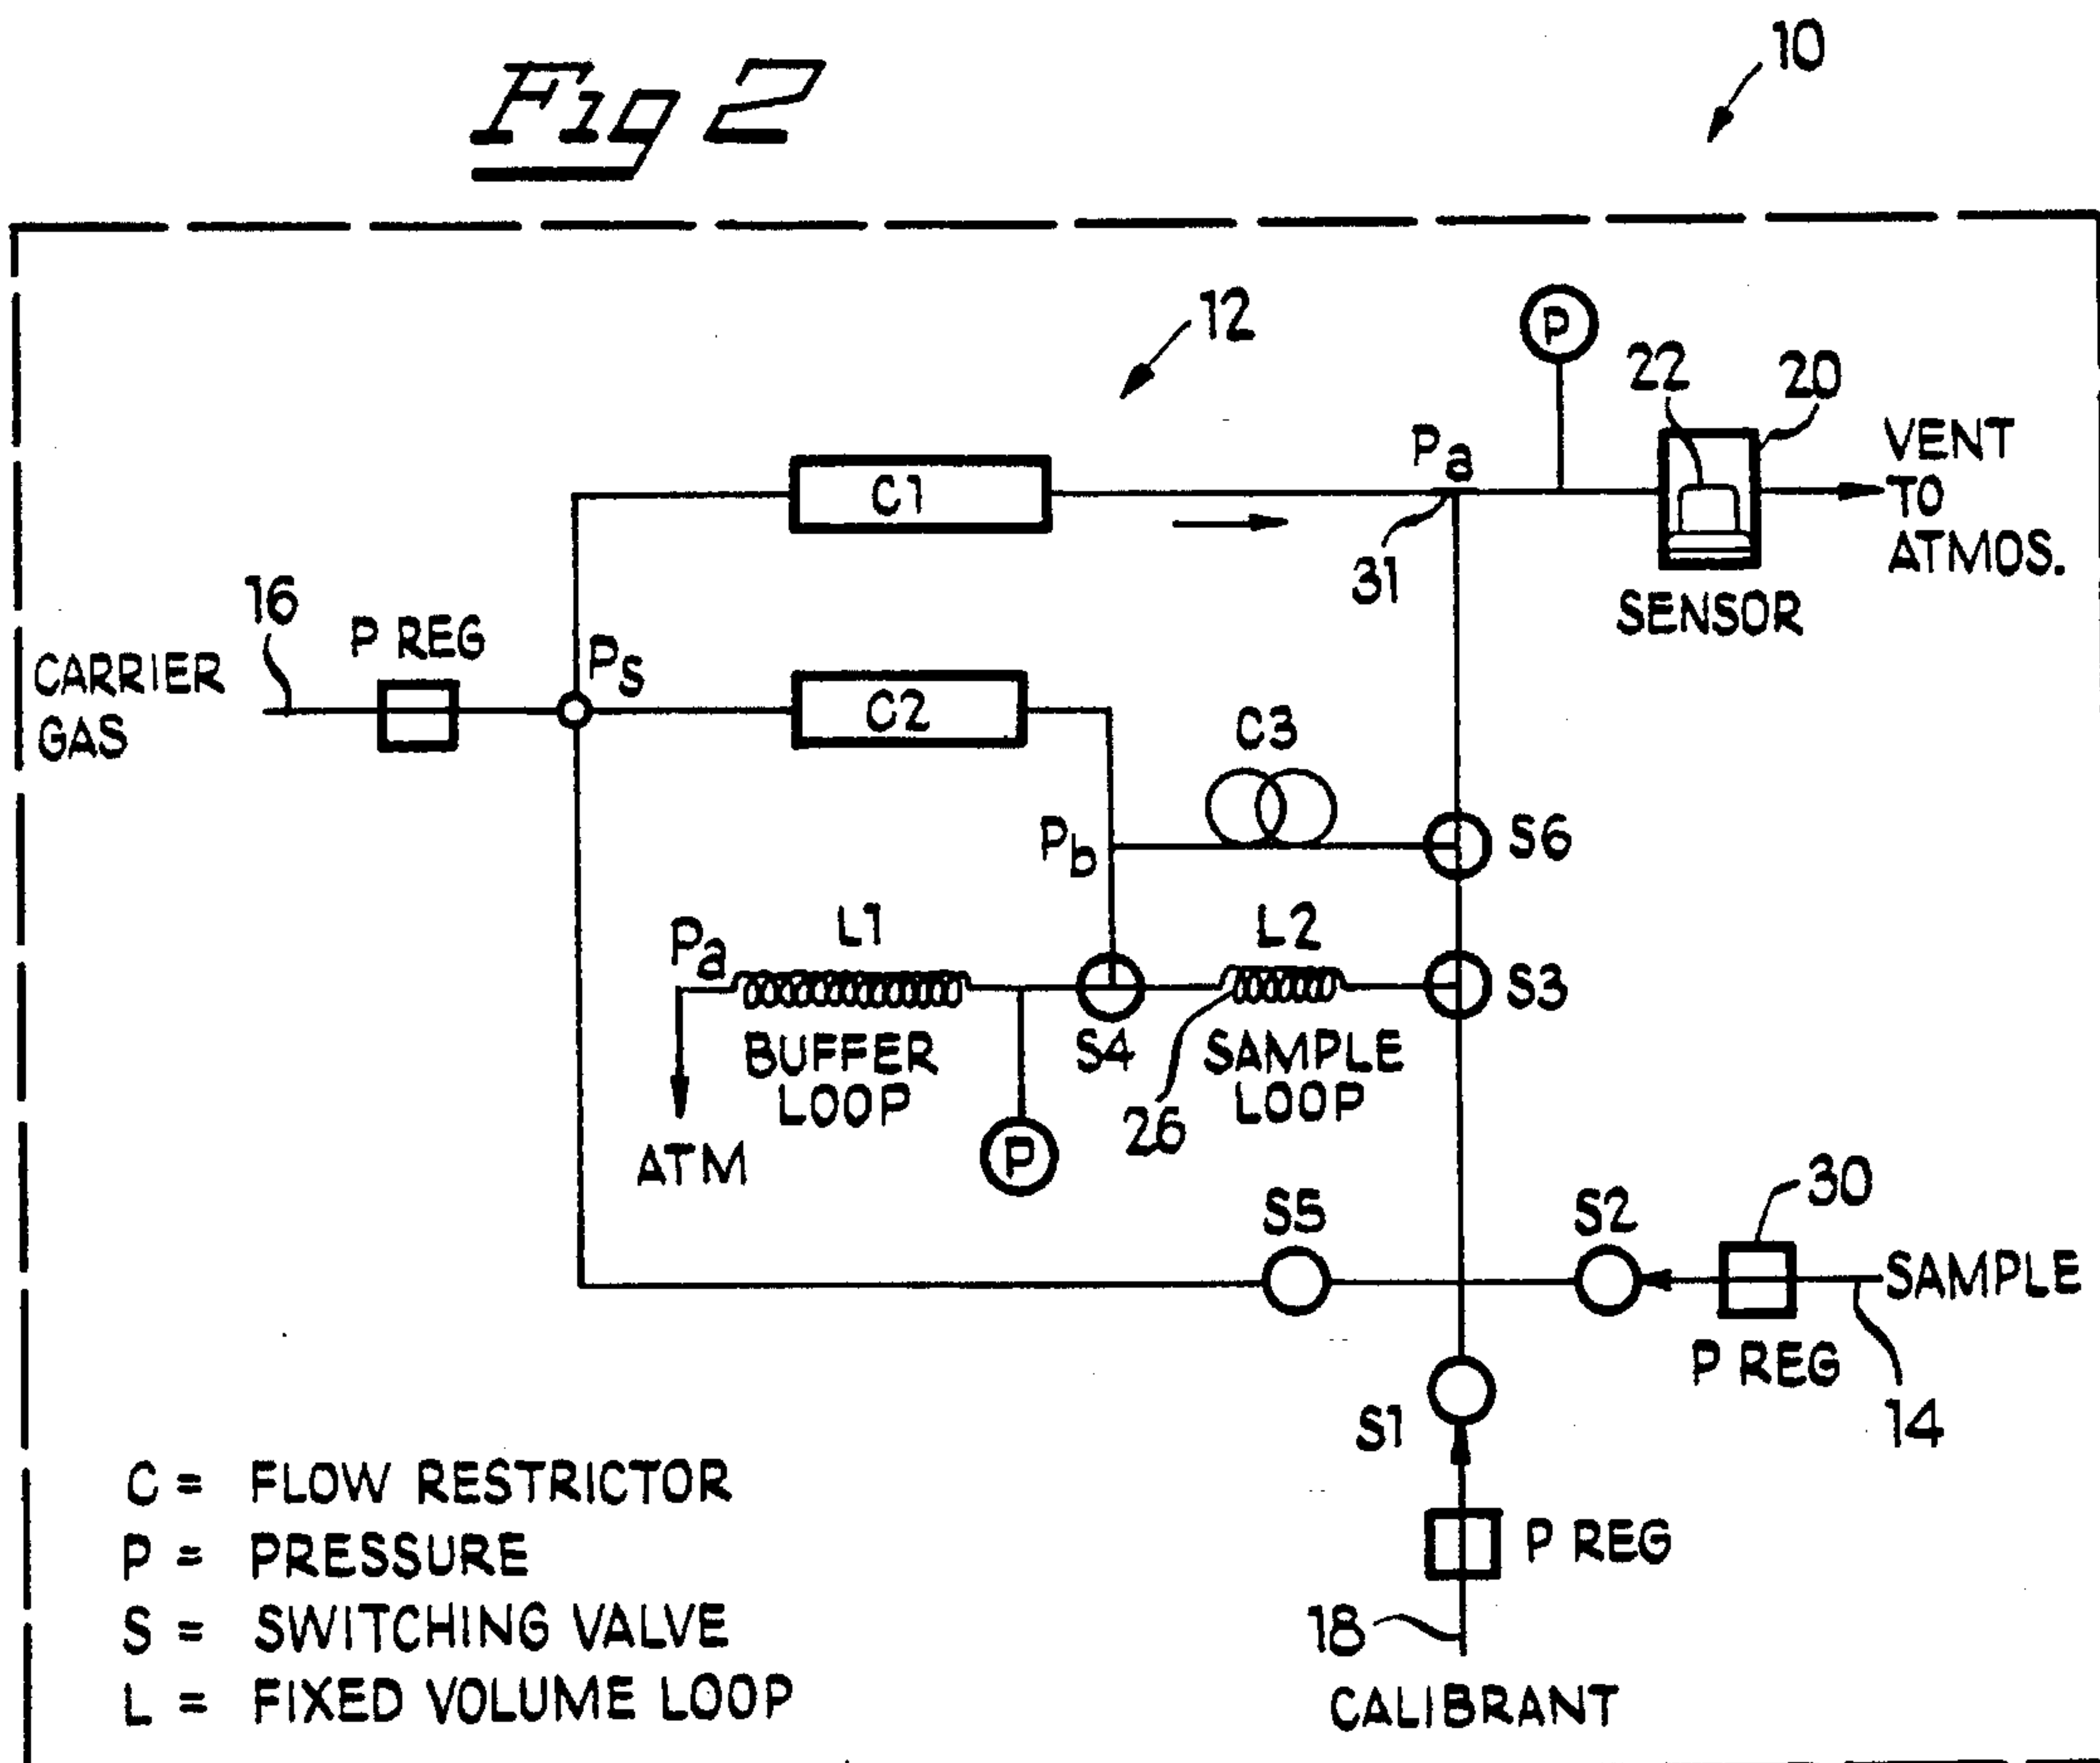 Fig 2
10
12
P
22
20
VENT
TO
ATMOS.
Pa
C1
31
SENSOR
16
P REG
Ps
CARRIER
GAS
C2
C3
Pb
S6
Pa
L1
L2
S3
BUFFER
LOOP
S4
SAMPLE
LOOP
26
ATM
P
30
S5
S2
SAMPLE
P REG
14
S1
C = FLOW RESTRICTOR
P = PRESSURE
S = SWITCHING VALVE
L = FIXED VOLUME LOOP
P REG
18
CALIBRANT